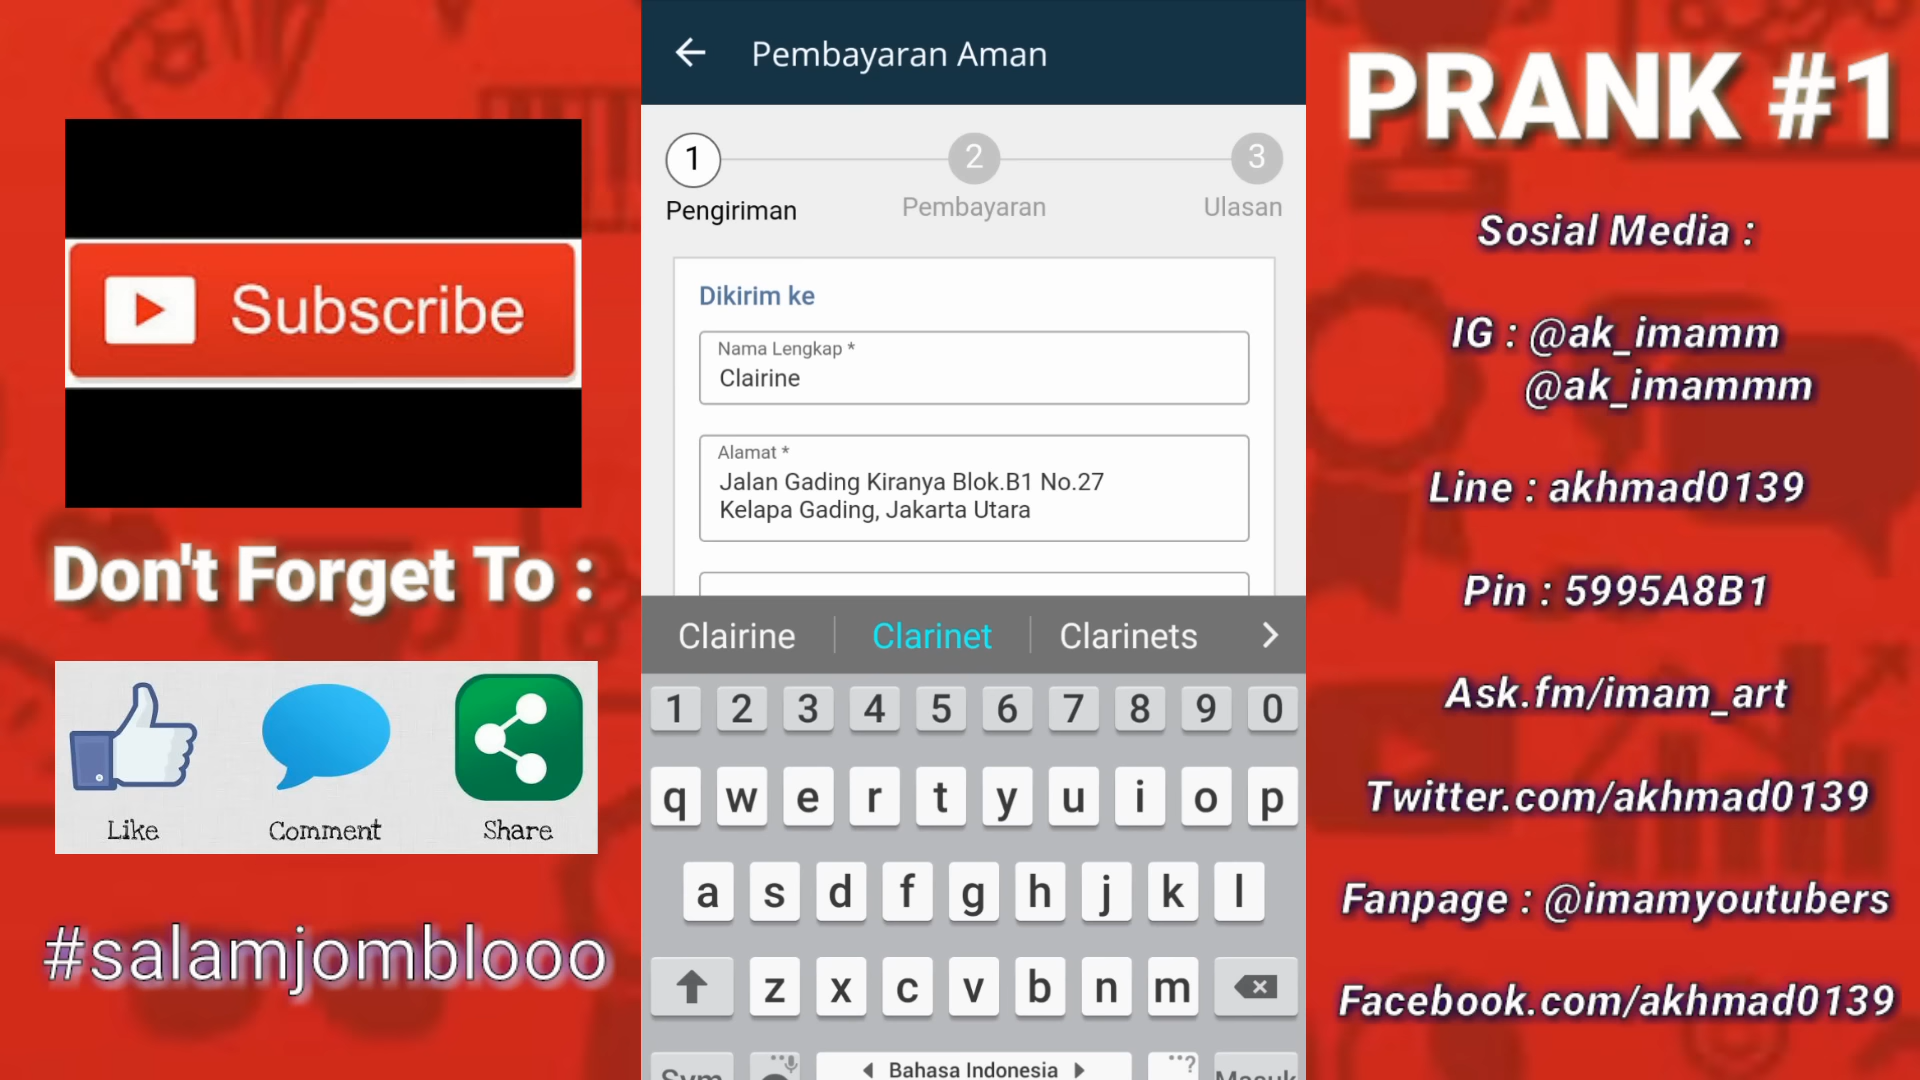 Subscribe
Don't Forget To :
Like
Comment
Share
#salamjomblooo
Pembayaran Aman
1
2
3
Pengiriman
Pembayaran
Ulasan
Dikirim ke
Nama Lengkap *
Clairine
Alamat *
Jalan Gading Kiranya Blok.B1 No.27
Kelapa Gading, Jakarta Utara
Clairine
Clarinet
Clarinets
1 2 3 4 5 6 7 8 9 0
q w e r t y u i o p
a s d f g h j k l
z x c v b n m
Sym
Bahasa Indonesia
?
Masuk
PRANK #1
Sosial Media :
IG : @ak_imamm
@ak_imammm
Line : akhmad0139
Pin : 5995A8B1
Ask.fm/imam_art
Twitter.com/akhmad0139
Fanpage : @imamyoutubers
Facebook.com/akhmad0139